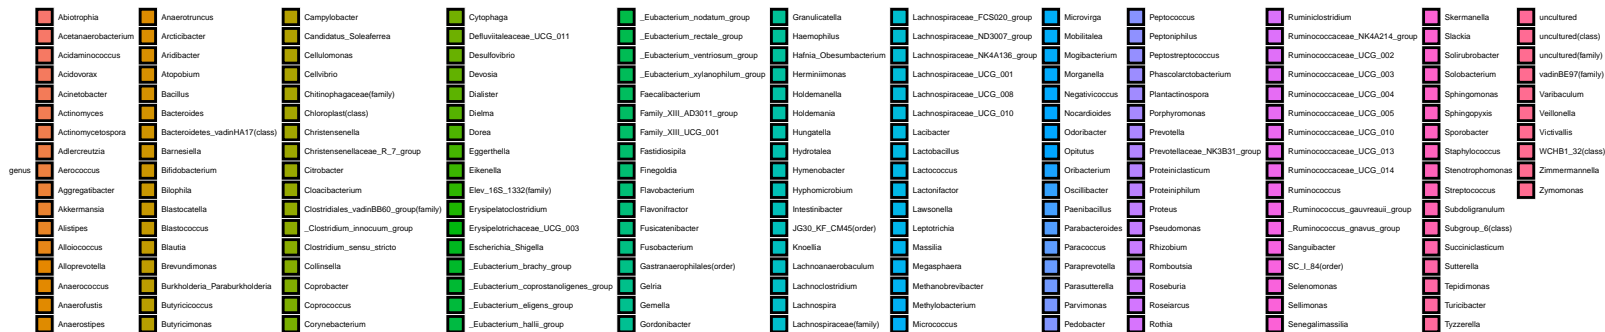 genus
Abiotrophia
Acetanaerobacterium
Acidaminococcus
Acidovorax
Acinetobacter
Actinomyces
Actinomycetospora
Adlercreutzia
Aerococcus
Aggregatibacter
Akkermansia
Alistipes
Alloiococcus
Alloprevotella
Anaerococcus
Anaerofustis
Anaerostipes
Anaerotruncus
Arcticibacter
Aridibacter
Atopobium
Bacillus
Bacteroides
Bacteroidetes_vadinHA17(class)
Barnesiella
Bifidobacterium
Bilophila
Blastocatella
Blastococcus
Blautia
Brevundimonas
Burkholderia_Paraburkholderia
Butyricicoccus
Butyricimonas
Campylobacter
Candidatus_Soleaferrea
Cellulomonas
Cellvibrio
Chitinophagaceae(family)
Chloroplast(class)
Christensenella
Christensenellaceae_R_7_group
Citrobacter
Cloacibacterium
Clostridiales_vadinBB60_group(family)
_Clostridium_innocuum_group
Clostridium_sensu_stricto
Collinsella
Coprobacter
Coprococcus
Corynebacterium
Cytophaga
Defluviitaleaceae_UCG_011
Desulfovibrio
Devosia
Dialister
Dielma
Dorea
Eggerthella
Eikenella
Elev_16S_1332(family)
Erysipelatoclostridium
Erysipelotrichaceae_UCG_003
Escherichia_Shigella
_Eubacterium_brachy_group
_Eubacterium_coprostanoligenes_group
_Eubacterium_eligens_group
_Eubacterium_hallii_group
_Eubacterium_nodatum_group
_Eubacterium_rectale_group
_Eubacterium_ventriosum_group
_Eubacterium_xylanophilum_group
Faecalibacterium
Family_XIII_AD3011_group
Family_XIII_UCG_001
Fastidiosipila
Finegoldia
Flavobacterium
Flavonifractor
Fusicatenibacter
Fusobacterium
Gastranaerophilales(order)
Gelria
Gemella
Gordonibacter
Granulicatella
Haemophilus
Hafnia_Obesumbacterium
Herminiimonas
Holdemanella
Holdemania
Hungatella
Hydrotalea
Hymenobacter
Hyphomicrobium
Intestinibacter
JG30_KF_CM45(order)
Knoellia
Lachnoanaerobaculum
Lachnoclostridium
Lachnospira
Lachnospiraceae(family)
Lachnospiraceae_FCS020_group
Lachnospiraceae_ND3007_group
Lachnospiraceae_NK4A136_group
Lachnospiraceae_UCG_001
Lachnospiraceae_UCG_008
Lachnospiraceae_UCG_010
Lacibacter
Lactobacillus
Lactococcus
Lactonifactor
Lawsonella
Leptotrichia
Massilia
Megasphaera
Methanobrevibacter
Methylobacterium
Micrococcus
Microvirga
Mobilitalea
Mogibacterium
Morganella
Negativicoccus
Nocardioides
Odoribacter
Opitutus
Oribacterium
Oscillibacter
Paenibacillus
Parabacteroides
Paracoccus
Paraprevotella
Parasutterella
Parvimonas
Pedobacter
Peptococcus
Peptoniphilus
Peptostreptococcus
Phascolarctobacterium
Plantactinospora
Porphyromonas
Prevotella
Prevotellaceae_NK3B31_group
Proteiniclasticum
Proteiniphilum
Proteus
Pseudomonas
Rhizobium
Romboutsia
Roseburia
Roseiarcus
Rothia
Ruminiclostridium
Ruminococcaceae_NK4A214_group
Ruminococcaceae_UCG_002
Ruminococcaceae_UCG_003
Ruminococcaceae_UCG_004
Ruminococcaceae_UCG_005
Ruminococcaceae_UCG_010
Ruminococcaceae_UCG_013
Ruminococcaceae_UCG_014
Ruminococcus
_Ruminococcus_gauvreauii_group
_Ruminococcus_gnavus_group
Sanguibacter
SC_I_84(order)
Selenomonas
Sellimonas
Senegalimassilia
Skermanella
Slackia
Solirubrobacter
Solobacterium
Sphingomonas
Sphingopyxis
Sporobacter
Staphylococcus
Stenotrophomonas
Streptococcus
Subdoligranulum
Subgroup_6(class)
Succiniclasticum
Sutterella
Tepidimonas
Turicibacter
Tyzzerella
uncultured
uncultured(class)
uncultured(family)
vadinBE97(family)
Varibaculum
Veillonella
Victivallis
WCHB1_32(class)
Zimmermannella
Zymomonas